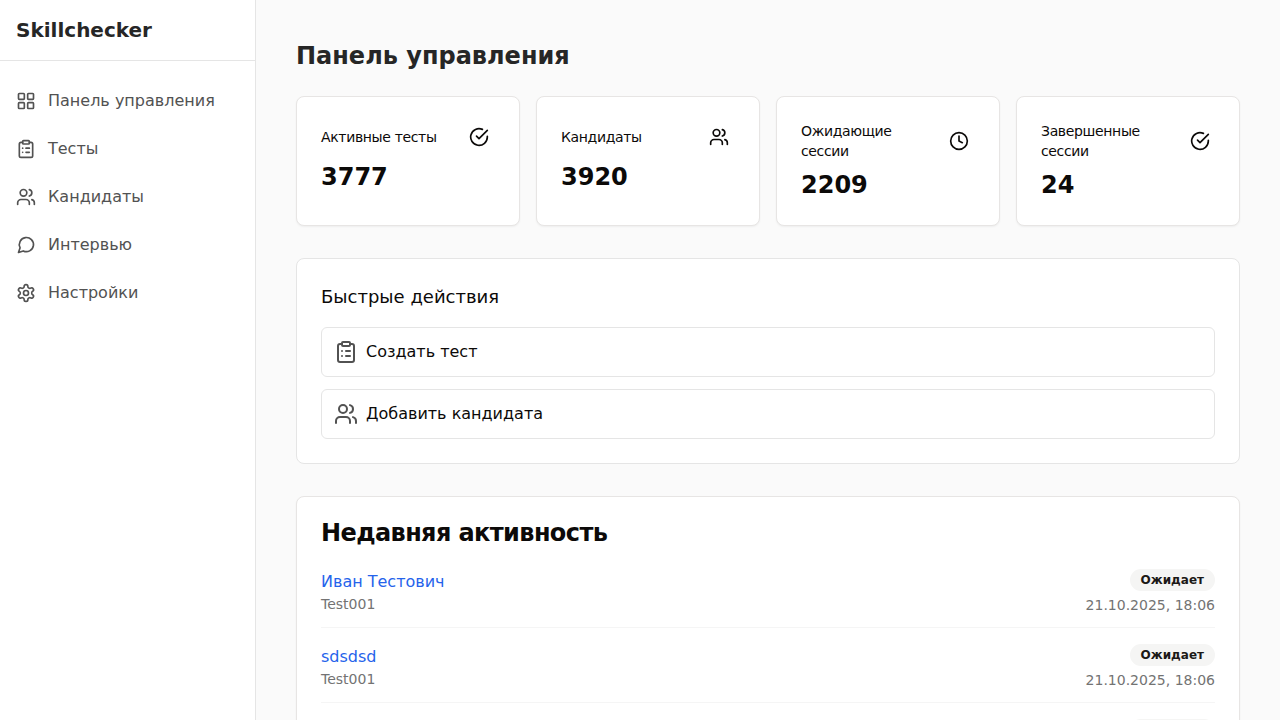 Skillchecker
Панель управления
Тесты
Кандидаты
Интервью
Настройки
Панель управления
Активные тесты
3777
Кандидаты
3920
Ожидающие
сессии
2209
Завершенные
сессии
24
Быстрые действия
Создать тест
Добавить кандидата
Недавняя активность
Иван Тестович
Ожидает
Test001
21.10.2025, 18:06
sdsdsd
Ожидает
Test001
21.10.2025, 18:06